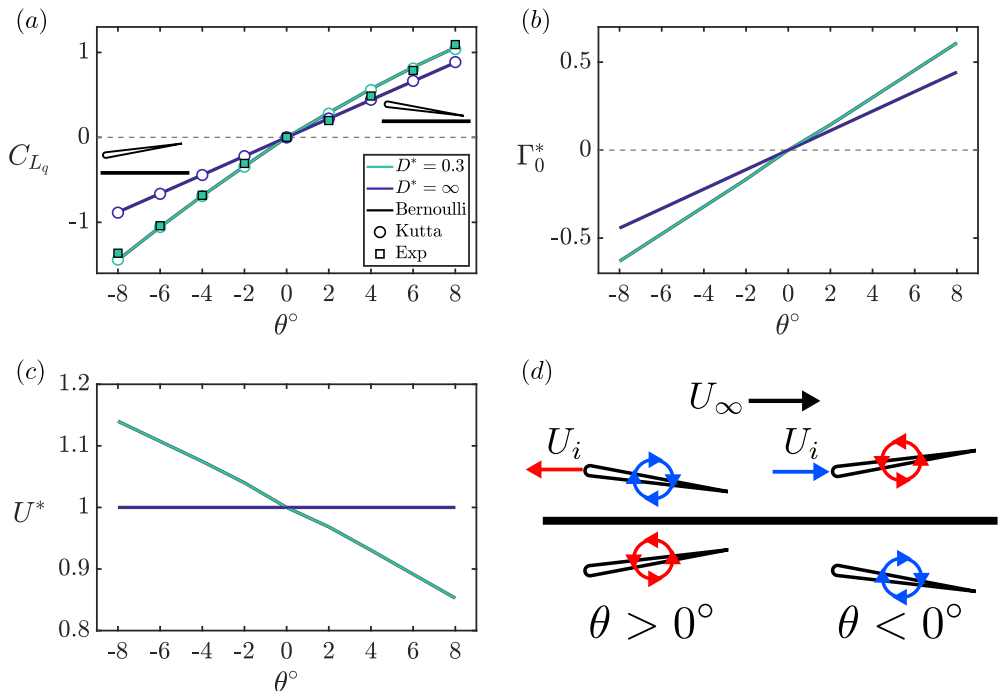 (a)
1
0
-1
C_{L_q}
D* = 0.3
D* = ∞
Bernoulli
Kutta
Exp
-8 -6 -4 -2 0 2 4 6 8
θ°
(b)
0.5
0
-0.5
Γ₀*
-8 -6 -4 -2 0 2 4 6 8
θ°
(c)
1.2
1.1
1
0.9
0.8
U*
-8 -6 -4 -2 0 2 4 6 8
θ°
(d)
U∞
U_i U_i
θ > 0° θ < 0°